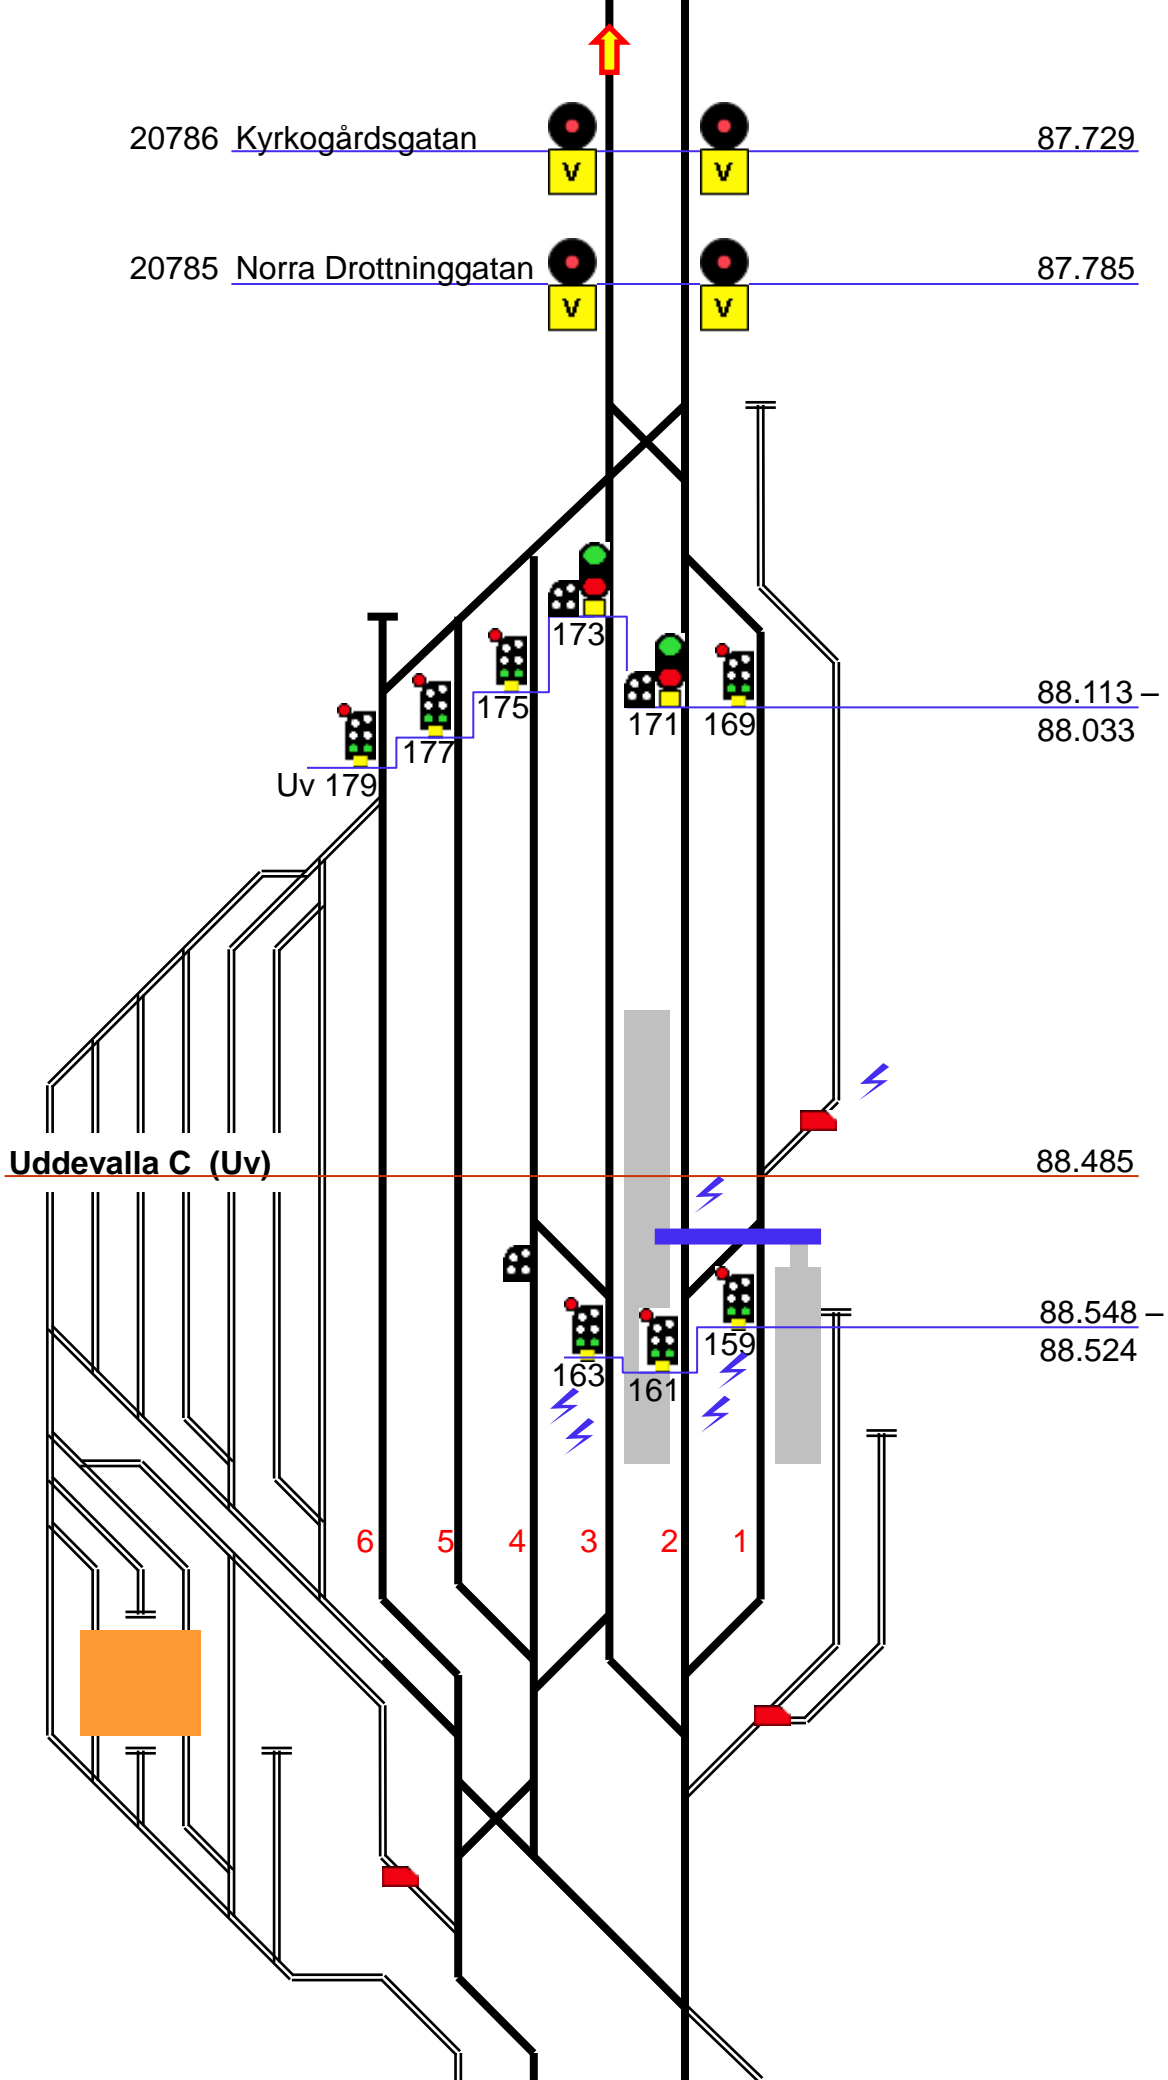 20786 Kyrkogårdsgatan 87.729
V V
20785 Norra Drottninggatan 87.785
V V
173
175 171 169 88.113 –
177 88.033
Uv 179
Uddevalla C (Uv) 88.485
88.548 –
159 88.524
163 161
6 5 4 3 2 1